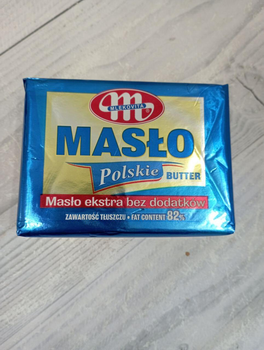 m
MLEKOVITA
MASŁO
Polskie BUTTER
Masło ekstra bez dodatków
ZAWARTOŚĆ TŁUSZCZU • FAT CONTENT 82%